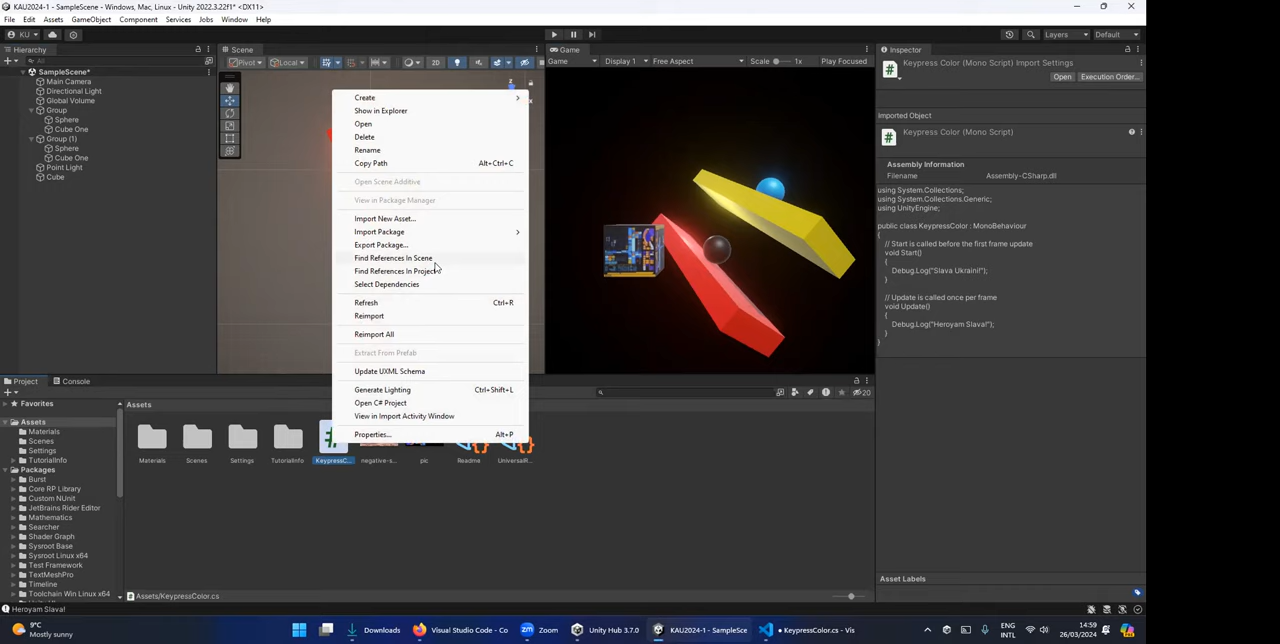 KAU2024-1 - SampleScene - Windows, Mac, Linux - Unity 2022.3.22f1* <DX11>
File Edit Assets GameObject Component Services Jobs Window Help
KU
Layers
Default
Hierarchy
Scene
Game
Inspector
All
Pivot
Local
2D
Game
Display 1
Free Aspect
Scale
1x
Play Focused
SampleScene*
Main Camera
Directional Light
Global Volume
Group
Sphere
Cube One
Group (1)
Sphere
Cube One
Point Light
Cube
Create
Show in Explorer
Open
Delete
Rename
Copy Path Alt+Ctrl+C
Open Scene Additive
View in Package Manager
Import New Asset...
Import Package
Export Package...
Find References In Scene
Find References In Project
Select Dependencies
Refresh Ctrl+R
Reimport
Reimport All
Extract From Prefab
Update UXML Schema
Generate Lighting Ctrl+Shift+L
Open C# Project
View in Import Activity Window
Properties... Alt+P
Keypress Color (Mono Script) Import Settings
Open Execution Order...
Imported Object
Keypress Color (Mono Script)
Assembly Information
Filename Assembly-CSharp.dll
using System.Collections;
using System.Collections.Generic;
using UnityEngine;
public class KeypressColor : MonoBehaviour
{
// Start is called before the first frame update
void Start()
{
Debug.Log("Slava Ukraini!");
}
// Update is called once per frame
void Update()
{
Debug.Log("Heroyam Slava!");
}
}
Asset Labels
Project Console
20
Favorites
Assets
Materials
Scenes
Settings
TutorialInfo
Packages
Burst
Core RP Library
Custom NUnit
JetBrains Rider Editor
Mathematics
Searcher
Shader Graph
Sysroot Base
Sysroot Linux x64
Test Framework
TextMeshPro
Timeline
Toolchain Win Linux x64
Assets
Materials
Scenes
Settings
TutorialInfo
KeypressC...
negative-s...
pic
Readme
UniversalR...
Assets/KeypressColor.cs
Heroyam Slava!
9°C
Mostly sunny
Downloads
Visual Studio Code - Co
Zoom
Unity Hub 3.7.0
KAU2024-1 - SampleSce
● KeypressColor.cs - Vis
ENG
INTL
14:59
26/03/2024